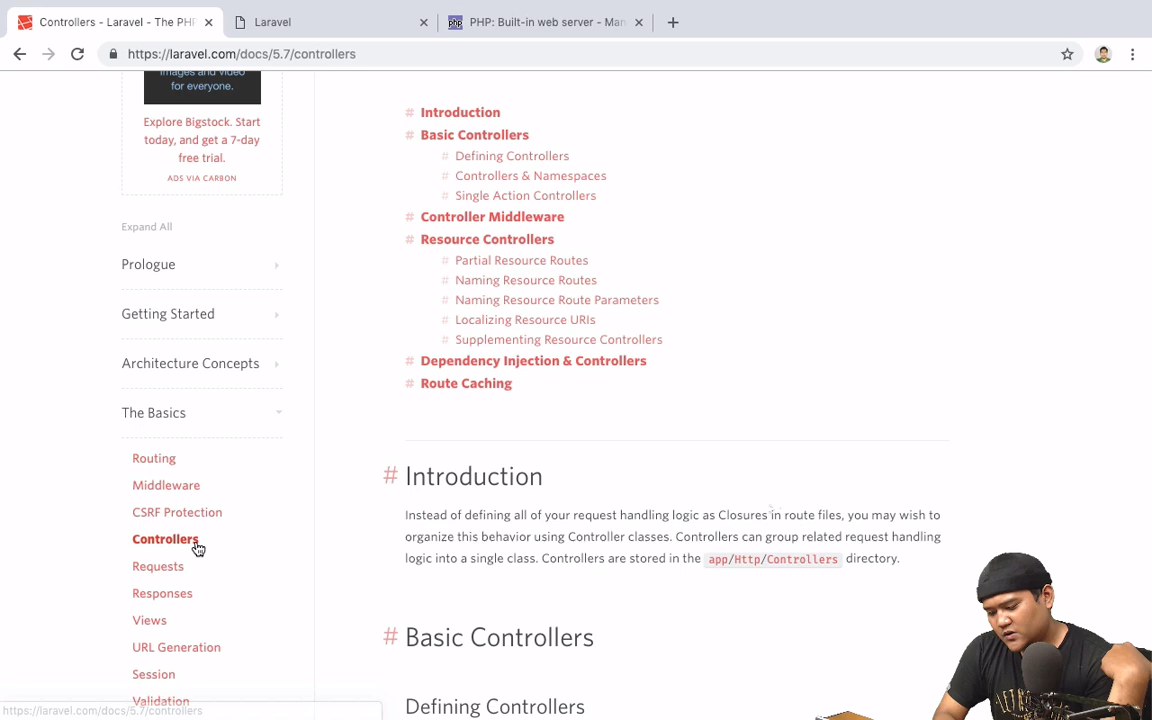 Controllers - Laravel - The PHP
Laravel
PHP: Built-in web server - Man
https://laravel.com/docs/5.7/controllers
images and video
for everyone.
Explore Bigstock. Start
today, and get a 7-day
free trial.
ADS VIA CARBON
Expand All
Prologue
Getting Started
Architecture Concepts
The Basics
Routing
Middleware
CSRF Protection
Controllers
Requests
Responses
Views
URL Generation
Session
Validation
# Introduction
# Basic Controllers
# Defining Controllers
# Controllers & Namespaces
# Single Action Controllers
# Controller Middleware
# Resource Controllers
# Partial Resource Routes
# Naming Resource Routes
# Naming Resource Route Parameters
# Localizing Resource URIs
# Supplementing Resource Controllers
# Dependency Injection & Controllers
# Route Caching
# Introduction
Instead of defining all of your request handling logic as Closures in route files, you may wish to
organize this behavior using Controller classes. Controllers can group related request handling
logic into a single class. Controllers are stored in the app/Http/Controllers directory.
# Basic Controllers
Defining Controllers
https://laravel.com/docs/5.7/controllers